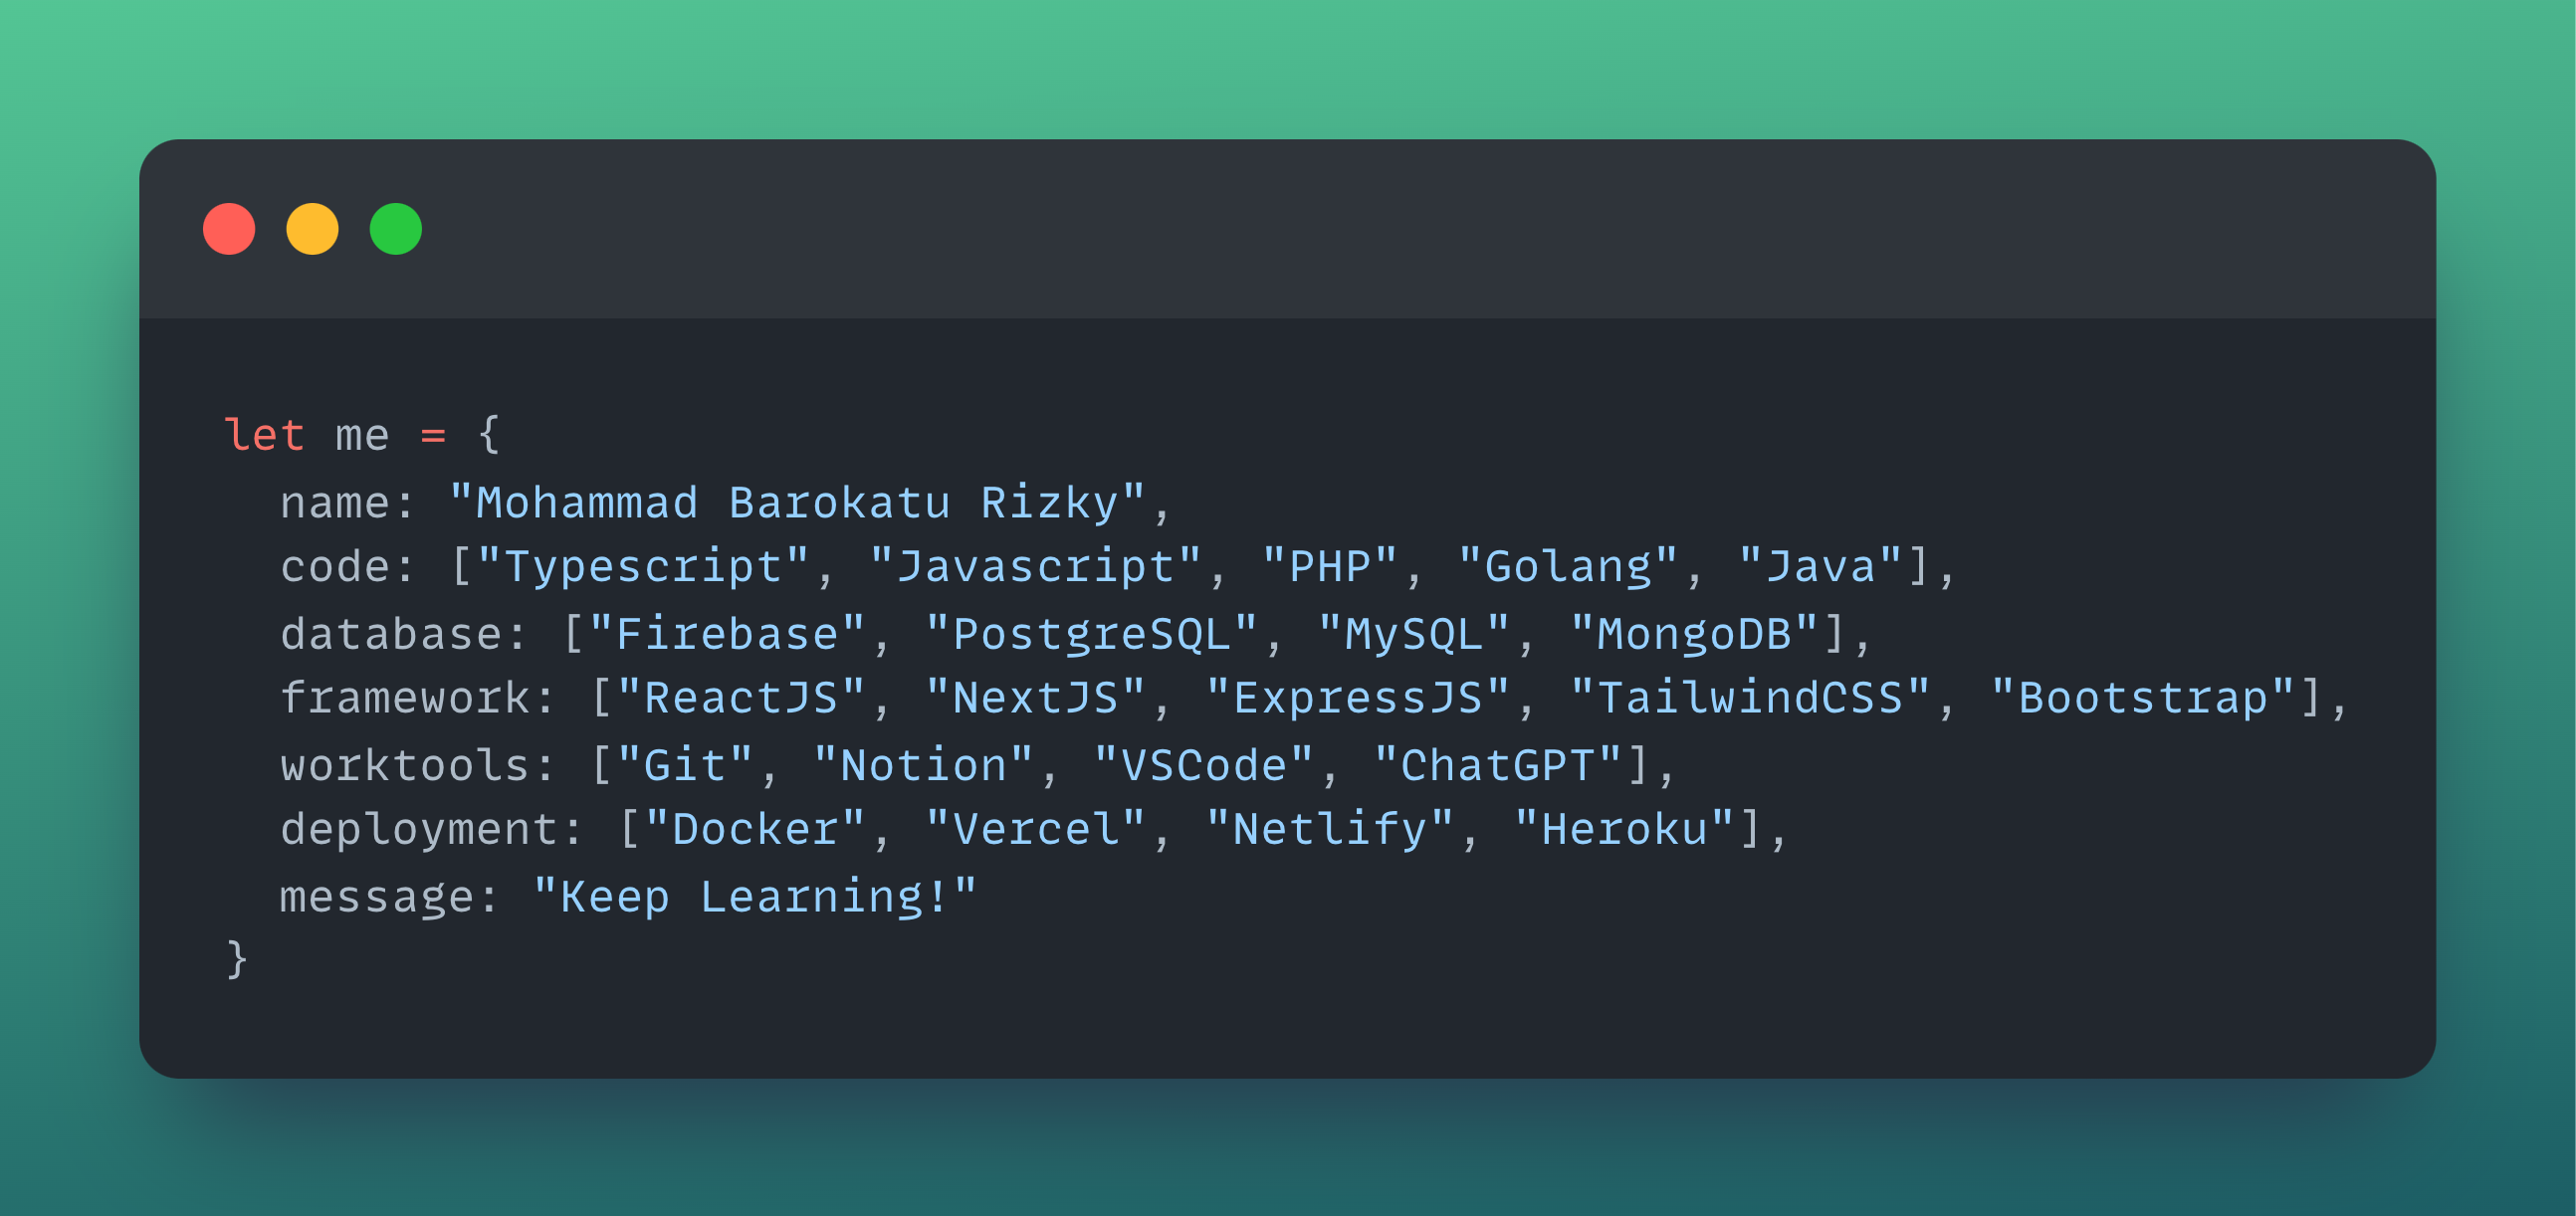 let me = {
  name: "Mohammad Barokatu Rizky",
  code: ["Typescript", "Javascript", "PHP", "Golang", "Java"],
  database: ["Firebase", "PostgreSQL", "MySQL", "MongoDB"],
  framework: ["ReactJS", "NextJS", "ExpressJS", "TailwindCSS", "Bootstrap"],
  worktools: ["Git", "Notion", "VSCode", "ChatGPT"],
  deployment: ["Docker", "Vercel", "Netlify", "Heroku"],
  message: "Keep Learning!"
}